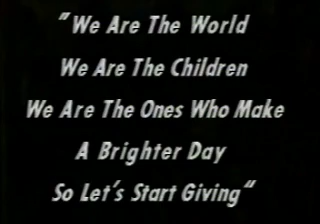 "We Are The World
We Are The Children
We Are The Ones Who Make
A Brighter Day
So Let's Start Giving"